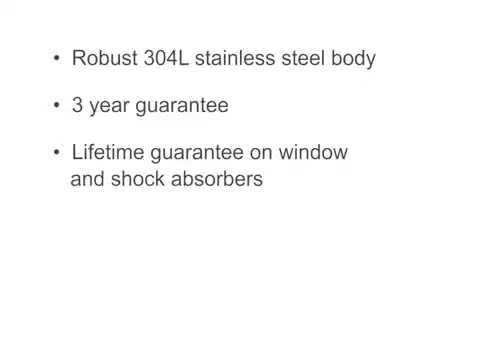 • Robust 304L stainless steel body
• 3 year guarantee
• Lifetime guarantee on window
and shock absorbers